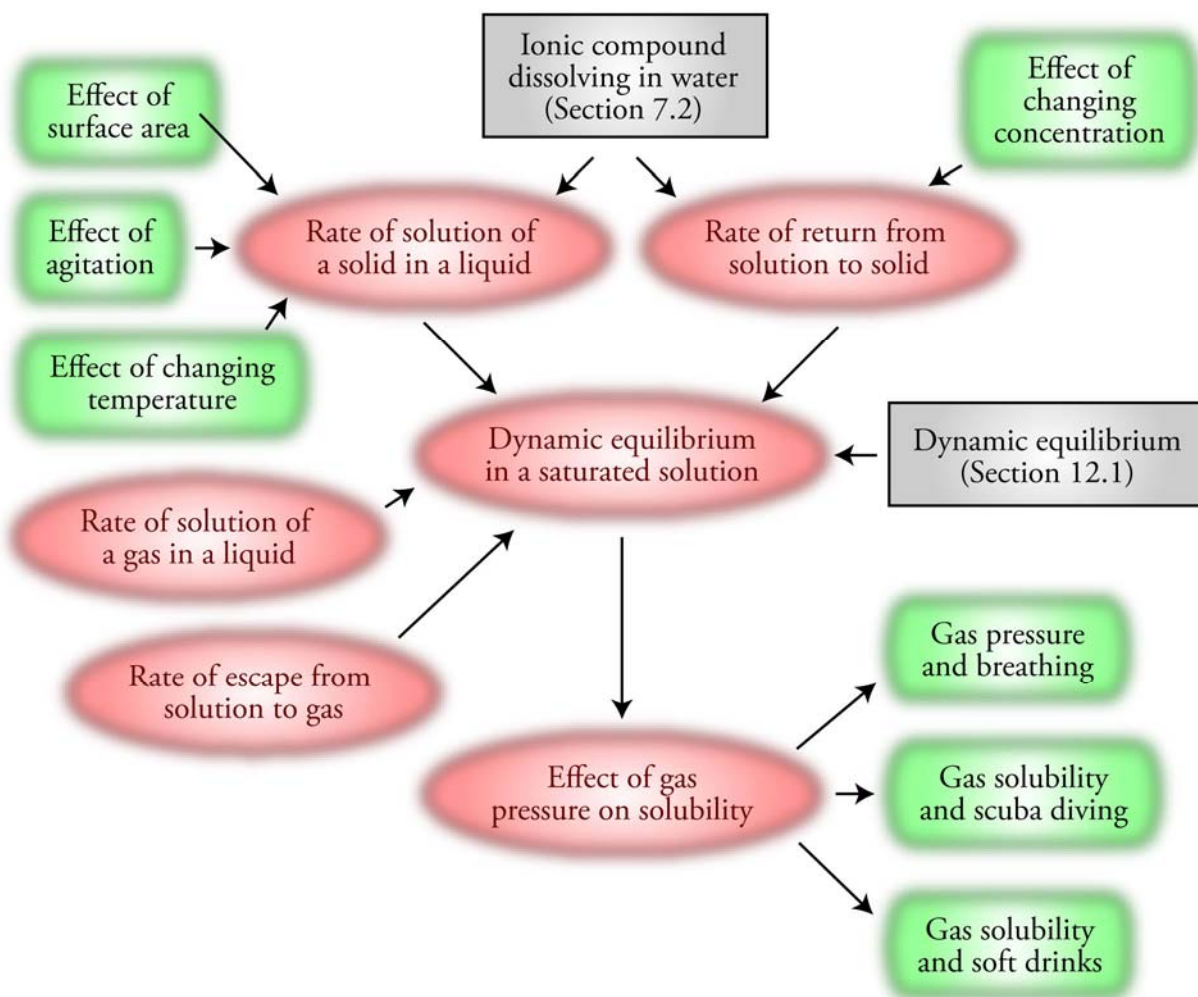 Ionic compound
dissolving in water
(Section 7.2)
Effect of
surface area
Effect of
changing
concentration
Effect of
agitation
Rate of solution of
a solid in a liquid
Rate of return from
solution to solid
Effect of changing
temperature
Dynamic equilibrium
in a saturated solution
Dynamic equilibrium
(Section 12.1)
Rate of solution of
a gas in a liquid
Rate of escape from
solution to gas
Gas pressure
and breathing
Effect of gas
pressure on solubility
Gas solubility
and scuba diving
Gas solubility
and soft drinks